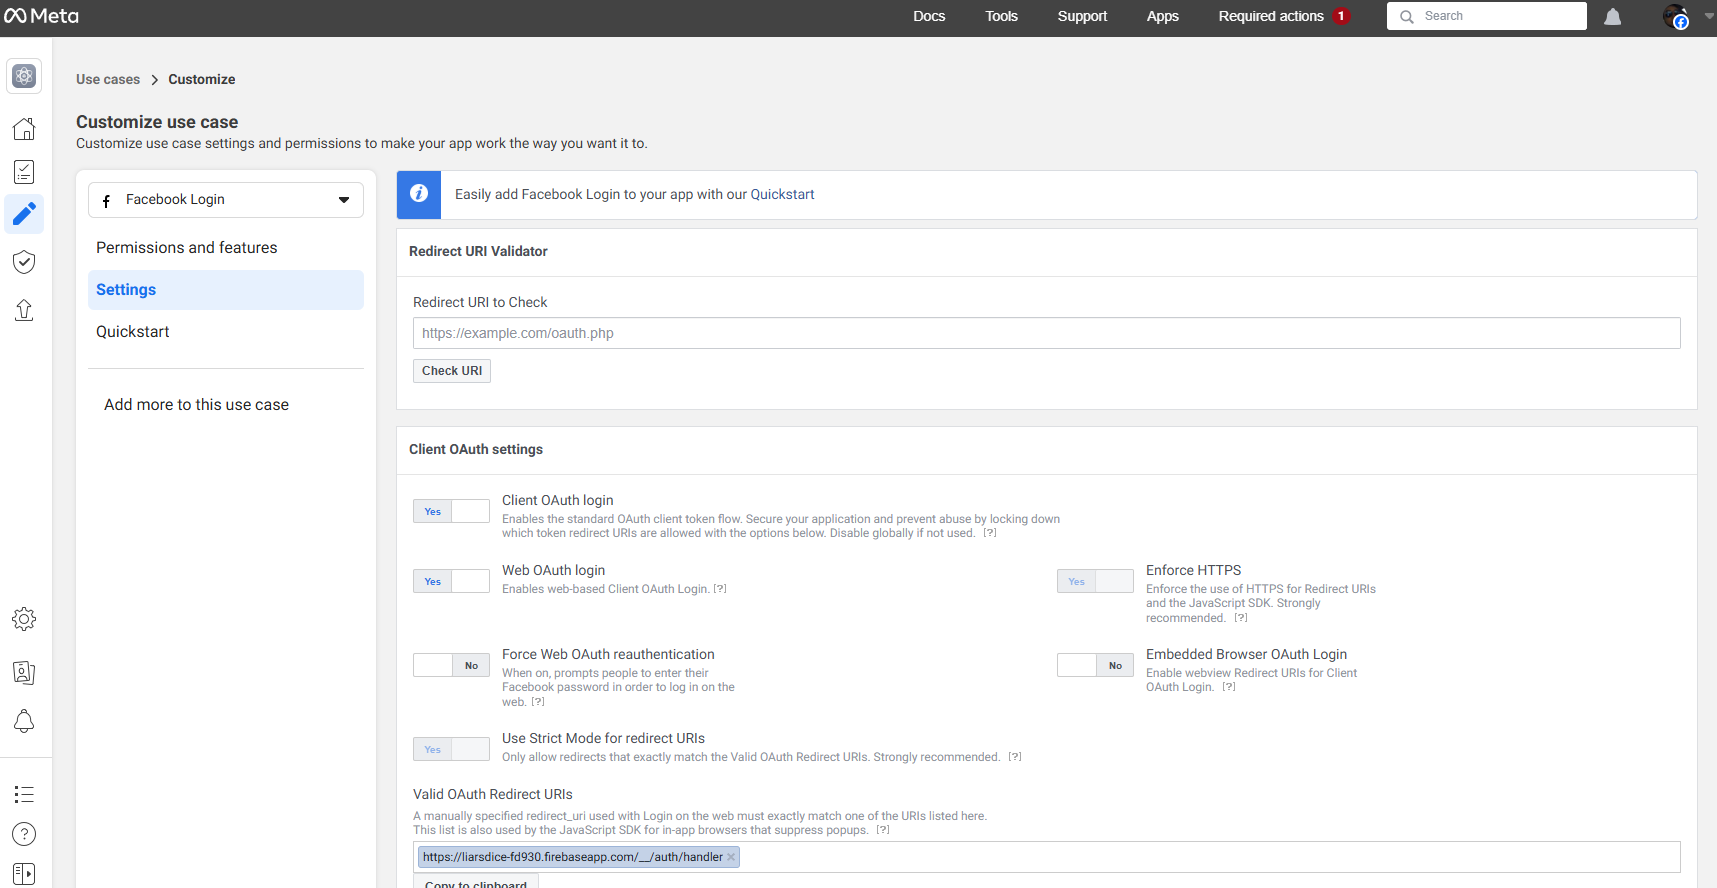 Meta
Docs
Tools
Support
Apps
Required actions 1
Search
Use cases > Customize
Customize use case
Customize use case settings and permissions to make your app work the way you want it to.
Facebook Login
Permissions and features
Settings
Quickstart
Add more to this use case
Easily add Facebook Login to your app with our Quickstart
Redirect URI Validator
Redirect URI to Check
https://example.com/oauth.php
Check URI
Client OAuth settings
Yes
Client OAuth login
Enables the standard OAuth client token flow. Secure your application and prevent abuse by locking down
which token redirect URIs are allowed with the options below. Disable globally if not used. [?]
Yes
Web OAuth login
Enables web-based Client OAuth Login. [?]
Yes
Enforce HTTPS
Enforce the use of HTTPS for Redirect URIs
and the JavaScript SDK. Strongly
recommended. [?]
No
Force Web OAuth reauthentication
When on, prompts people to enter their
Facebook password in order to log in on the
web. [?]
No
Embedded Browser OAuth Login
Enable webview Redirect URIs for Client
OAuth Login. [?]
Yes
Use Strict Mode for redirect URIs
Only allow redirects that exactly match the Valid OAuth Redirect URIs. Strongly recommended. [?]
Valid OAuth Redirect URIs
A manually specified redirect_uri used with Login on the web must exactly match one of the URIs listed here.
This list is also used by the JavaScript SDK for in-app browsers that suppress popups. [?]
https://liarsdice-fd930.firebaseapp.com/__/auth/handler ×
Copy to clipboard